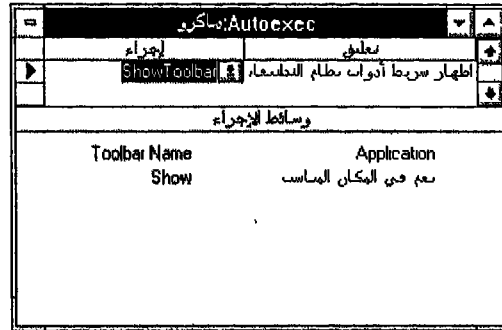 ماكرو:Autoexec
إجراء تعليق
ShowToolbar اظهار شريط أدوات نظام التطبيقات
وسائط الإجراء
Toolbar Name Application
Show نعم في المكان المناسب